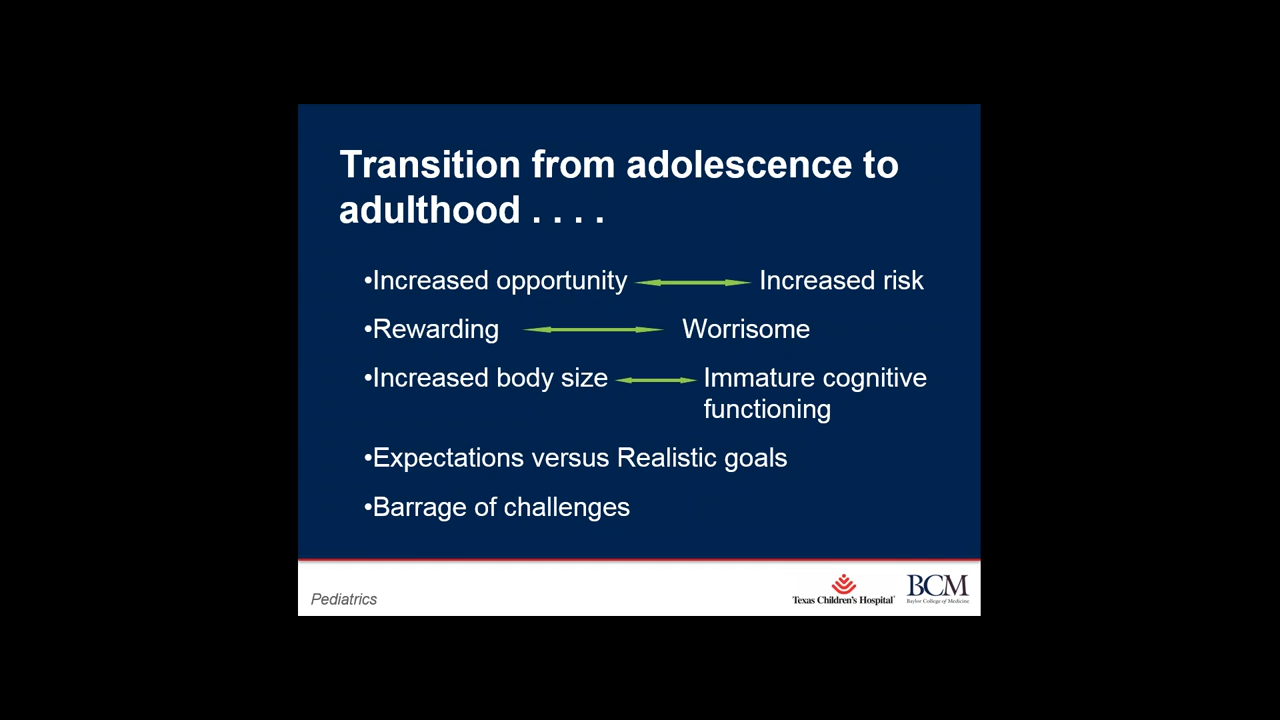 Transition from adolescence to
adulthood . . . .
•Increased opportunity Increased risk
•Rewarding Worrisome
•Increased body size Immature cognitive
functioning
•Expectations versus Realistic goals
•Barrage of challenges
Pediatrics
Texas Children's Hospital
BCM
Baylor College of Medicine